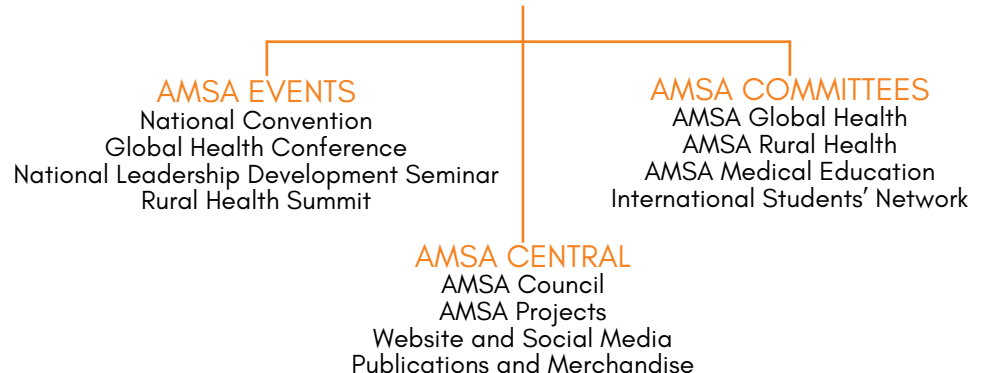 AMSA EVENTS
National Convention
Global Health Conference
National Leadership Development Seminar
Rural Health Summit
AMSA COMMITTEES
AMSA Global Health
AMSA Rural Health
AMSA Medical Education
International Students’ Network
AMSA CENTRAL
AMSA Council
AMSA Projects
Website and Social Media
Publications and Merchandise